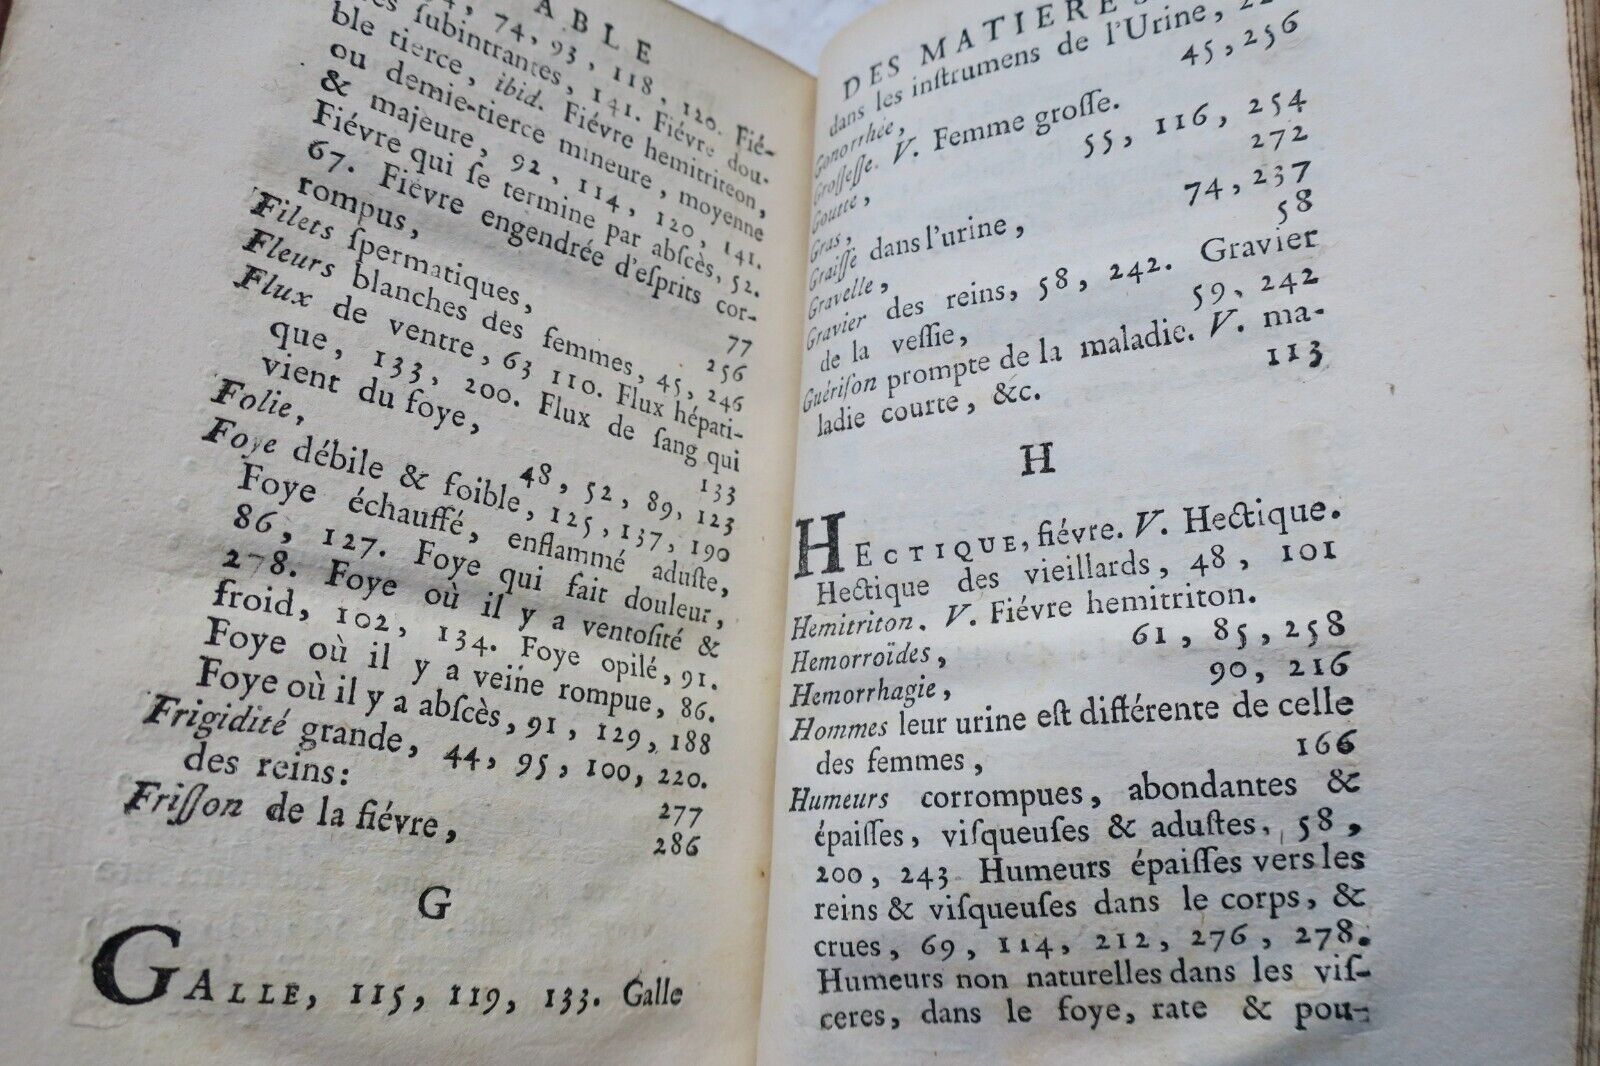 ABLE
74, 93, 118, 120. Fié-
ſubintrantes, 141. Fiévre dou-
ble tierce, ibid. Fiévre hemitriteon,
ou demie-tierce mineure, moyenne
& majeure, 92, 114, 120, 141.
Fiévre qui ſe termine par abſcès, 52.
67. Fiévre engendrée d'eſprits cor-
rompus, 77
Filets ſpermatiques, 256
Fleurs blanches des femmes, 45, 246
Flux de ventre, 63 110. Flux hépati-
que, 133, 200. Flux de ſang qui
vient du foye, 133
Folie, 48, 52, 89, 123
Foye débile & foible, 125, 137, 190
Foye échauffé, enflammé aduſte,
86, 127. Foye qui fait douleur,
278. Foye où il y a ventoſité &
froid, 102, 134. Foye opilé, 91.
Foye où il y a veine rompue, 86.
Foye où il y a abſcès, 91, 129, 188
Frigidité grande, 44, 95, 100, 220.
des reins: 277
Friſſon de la fiévre, 286
G
GALLE, 115, 119, 133. Galle
DES MATIERES
dans les inſtrumens de l'Urine,
Gonorrhée, 45, 256
Groſſeſſe. V. Femme groſſe.
Goutte, 55, 116, 254
Gras, 272
Graiſſe dans l'urine, 74, 237
Gravelle, 58
Gravier des reins, 58, 242. Gravier
de la veſſie, 59, 242
Guériſon prompte de la maladie. V. ma-
ladie courte, &c. 113
H
HECTIQUE, fiévre. V. Hectique.
Hectique des vieillards, 48, 101
Hemitriton. V. Fiévre hemitriton.
Hemorroïdes, 61, 85, 258
Hemorrhagie, 90, 216
Hommes leur urine eſt différente de celle
des femmes, 166
Humeurs corrompues, abondantes &
épaiſſes, viſqueuſes & aduſtes, 58,
200, 243. Humeurs épaiſſes vers les
reins & viſqueuſes dans le corps, &
crues, 69, 114, 212, 276, 278.
Humeurs non naturelles dans les viſ-
ceres, dans le foye, rate & pou-